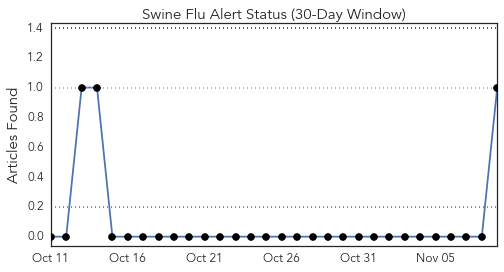 Swine Flu Alert Status (30-Day Window)
1.4
1.2
1.0
0.8
0.6
0.4
0.2
0.0
Articles Found
Oct 11
Oct 16
Oct 21
Oct 26
Oct 31
Nov 05